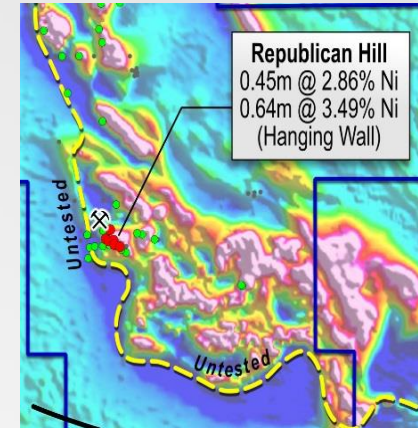 Republican Hill
0.45m @ 2.86% Ni
0.64m @ 3.49% Ni
(Hanging Wall)
Untested
Untested